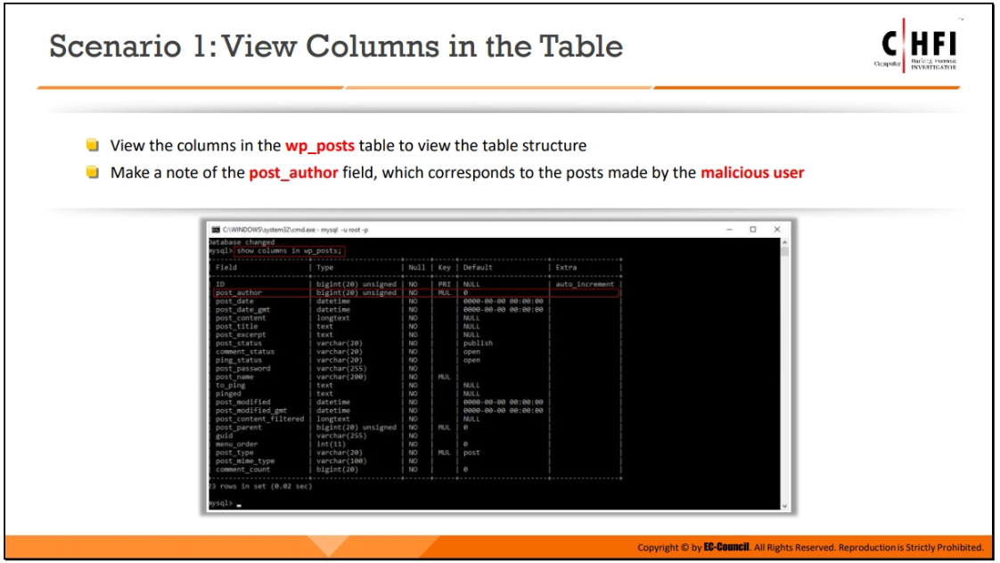 Scenario 1: View Columns in the Table
C HFI
Computer Hacking Forensic
INVESTIGATOR
View the columns in the wp_posts table to view the table structure
Make a note of the post_author field, which corresponds to the posts made by the malicious user
C:\WINDOWS\system32\cmd.exe - mysql -u root -p
Database changed
mysql> show columns in wp_posts;
| Field | Type | Null | Key | Default | Extra |
| ID | bigint(20) unsigned | NO | PRI | NULL | auto_increment |
| post_author | bigint(20) unsigned | NO | MUL | 0 | |
| post_date | datetime | NO | | 0000-00-00 00:00:00 | |
| post_date_gmt | datetime | NO | | 0000-00-00 00:00:00 | |
| post_content | longtext | NO | | NULL | |
| post_title | text | NO | | NULL | |
| post_excerpt | text | NO | | NULL | |
| post_status | varchar(20) | NO | | publish | |
| comment_status | varchar(20) | NO | | open | |
| ping_status | varchar(20) | NO | | open | |
| post_password | varchar(255) | NO | | | |
| post_name | varchar(200) | NO | MUL | | |
| to_ping | text | NO | | NULL | |
| pinged | text | NO | | NULL | |
| post_modified | datetime | NO | | 0000-00-00 00:00:00 | |
| post_modified_gmt | datetime | NO | | 0000-00-00 00:00:00 | |
| post_content_filtered | longtext | NO | | NULL | |
| post_parent | bigint(20) unsigned | NO | MUL | 0 | |
| guid | varchar(255) | NO | | | |
| menu_order | int(11) | NO | | 0 | |
| post_type | varchar(20) | NO | MUL | post | |
| post_mime_type | varchar(100) | NO | | | |
| comment_count | bigint(20) | NO | | 0 | |
23 rows in set (0.02 sec)
mysql> _
Copyright © by EC-Council. All Rights Reserved. Reproduction is Strictly Prohibited.